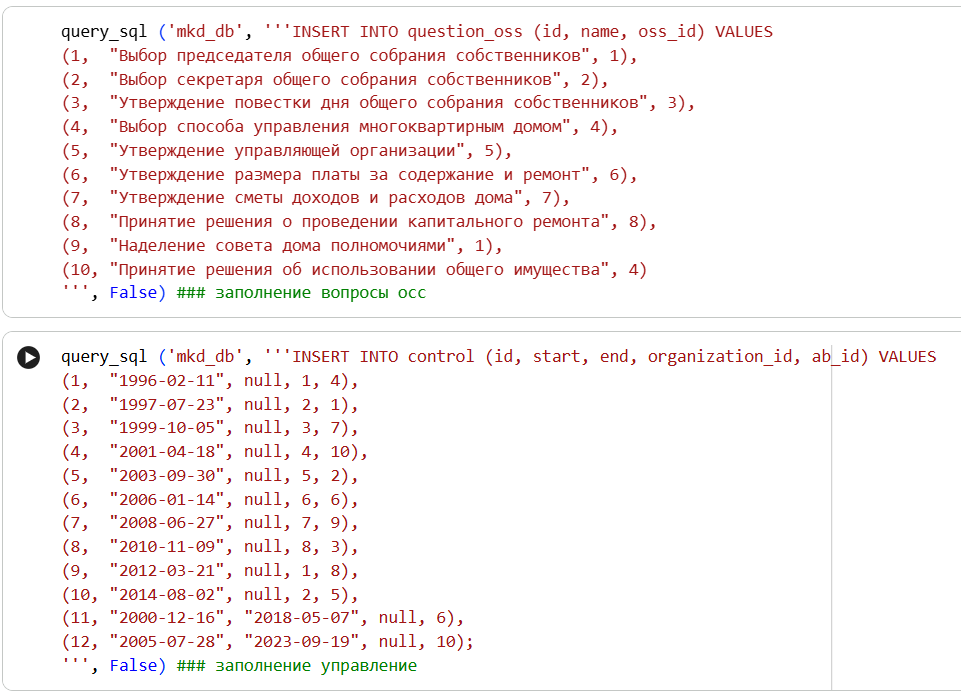 query_sql ('mkd_db', '''INSERT INTO question_oss (id, name, oss_id) VALUES
(1,  "Выбор председателя общего собрания собственников", 1),
(2,  "Выбор секретаря общего собрания собственников", 2),
(3,  "Утверждение повестки дня общего собрания собственников", 3),
(4,  "Выбор способа управления многоквартирным домом", 4),
(5,  "Утверждение управляющей организации", 5),
(6,  "Утверждение размера платы за содержание и ремонт", 6),
(7,  "Утверждение сметы доходов и расходов дома", 7),
(8,  "Принятие решения о проведении капитального ремонта", 8),
(9,  "Наделение совета дома полномочиями", 1),
(10, "Принятие решения об использовании общего имущества", 4)
''', False) ### заполнение вопросы осс
query_sql ('mkd_db', '''INSERT INTO control (id, start, end, organization_id, ab_id) VALUES
(1,  "1996-02-11", null, 1, 4),
(2,  "1997-07-23", null, 2, 1),
(3,  "1999-10-05", null, 3, 7),
(4,  "2001-04-18", null, 4, 10),
(5,  "2003-09-30", null, 5, 2),
(6,  "2006-01-14", null, 6, 6),
(7,  "2008-06-27", null, 7, 9),
(8,  "2010-11-09", null, 8, 3),
(9,  "2012-03-21", null, 1, 8),
(10, "2014-08-02", null, 2, 5),
(11, "2000-12-16", "2018-05-07", null, 6),
(12, "2005-07-28", "2023-09-19", null, 10);
''', False) ### заполнение управление